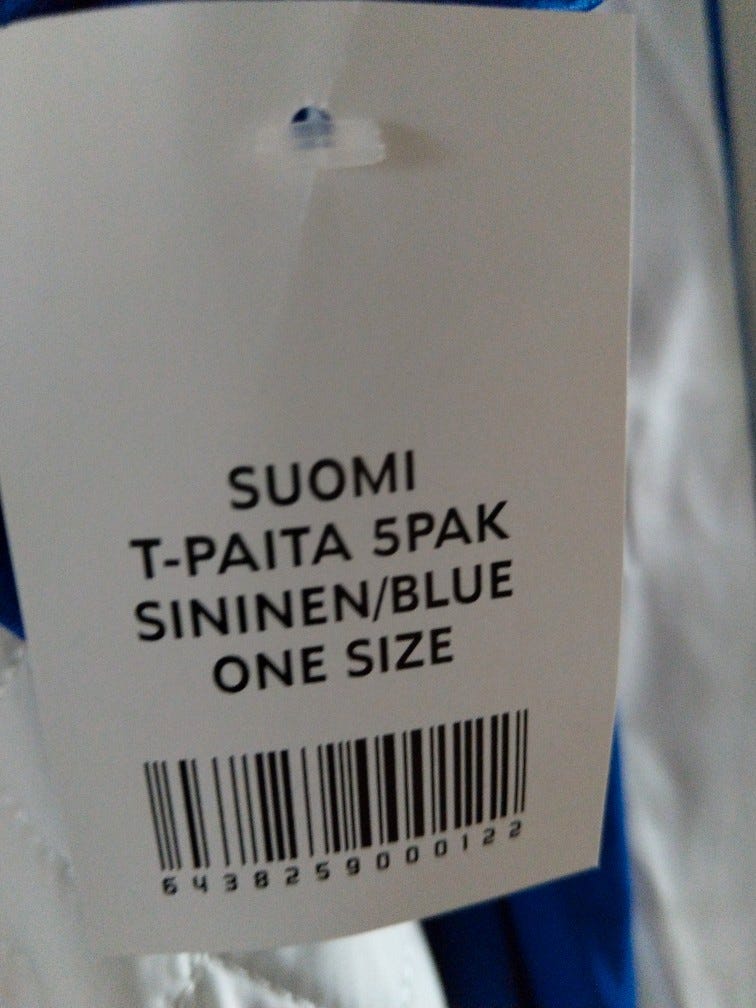 SUOMI
T-PAITA 5PAK
SININEN/BLUE
ONE SIZE
6438259000122